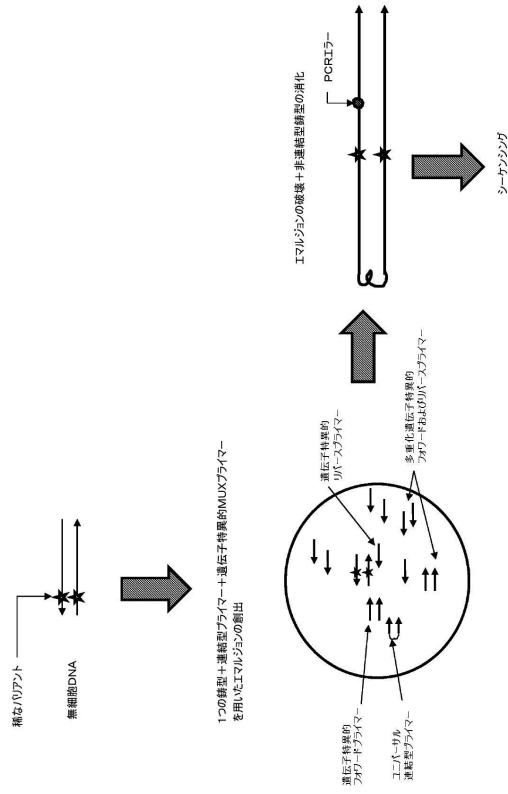 稀なバリアント
無細胞DNA
1つの鋳型+連結型プライマー+遺伝子特異的MUXプライマー
を用いたエマルジョンの創出
遺伝子特異的
フォワードプライマー
ユニバーサル
連結型プライマー
遺伝子特異的
リバースプライマー
多重化遺伝子特異的
フォワードおよびリバースプライマー
エマルジョンの破壊+非連結型鋳型の消化
PCRエラー
シーケンシング